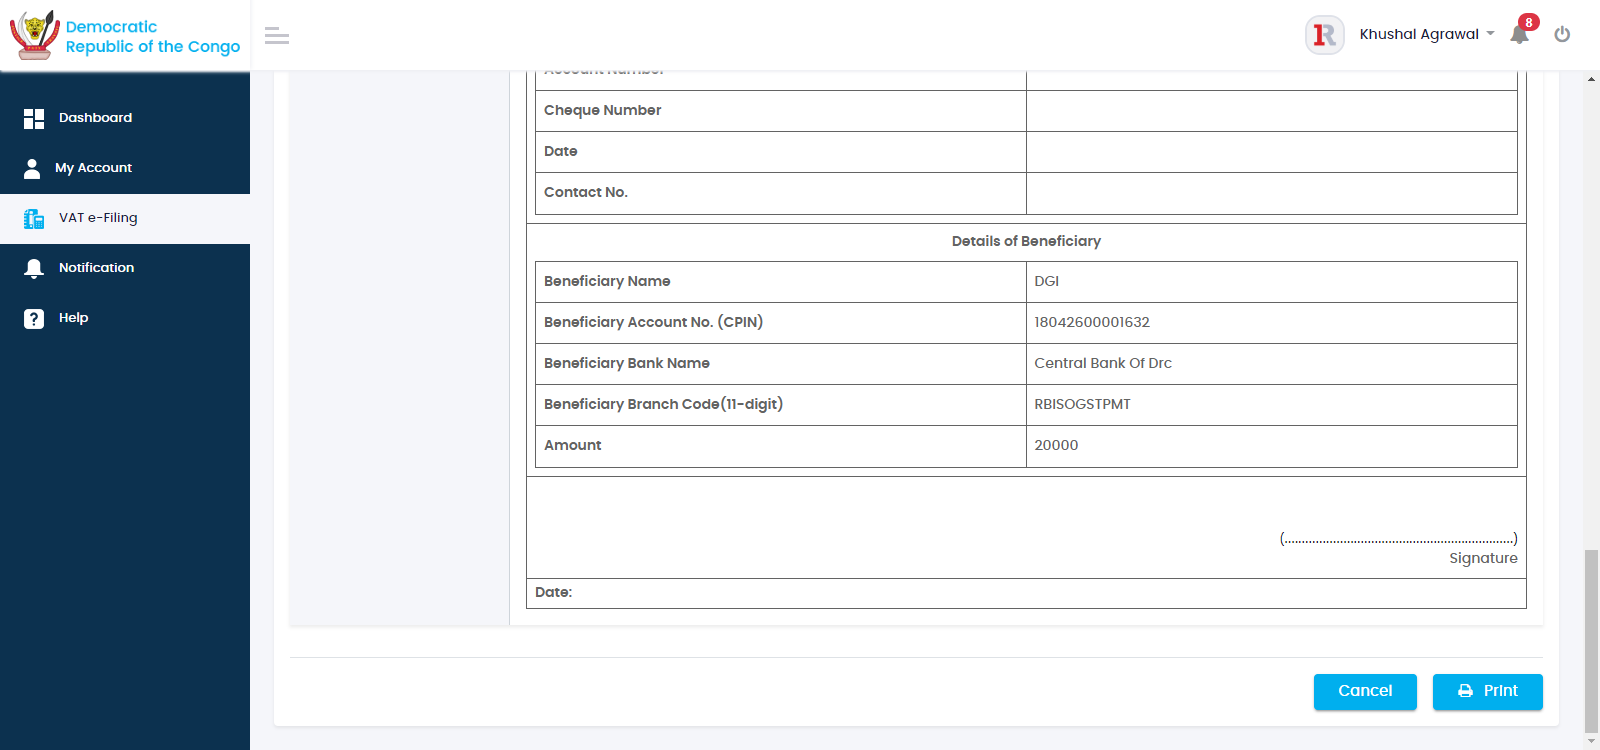 Democratic
Republic of the Congo
Khushal Agrawal
8
Dashboard
My Account
VAT e-Filing
Notification
Help
Account Number
Cheque Number
Date
Contact No.
Details of Beneficiary
Beneficiary Name DGI
Beneficiary Account No. (CPIN) 18042600001632
Beneficiary Bank Name Central Bank Of Drc
Beneficiary Branch Code(11-digit) RBISOGSTPMT
Amount 20000
(..................................................................)
Signature
Date:
Cancel
Print